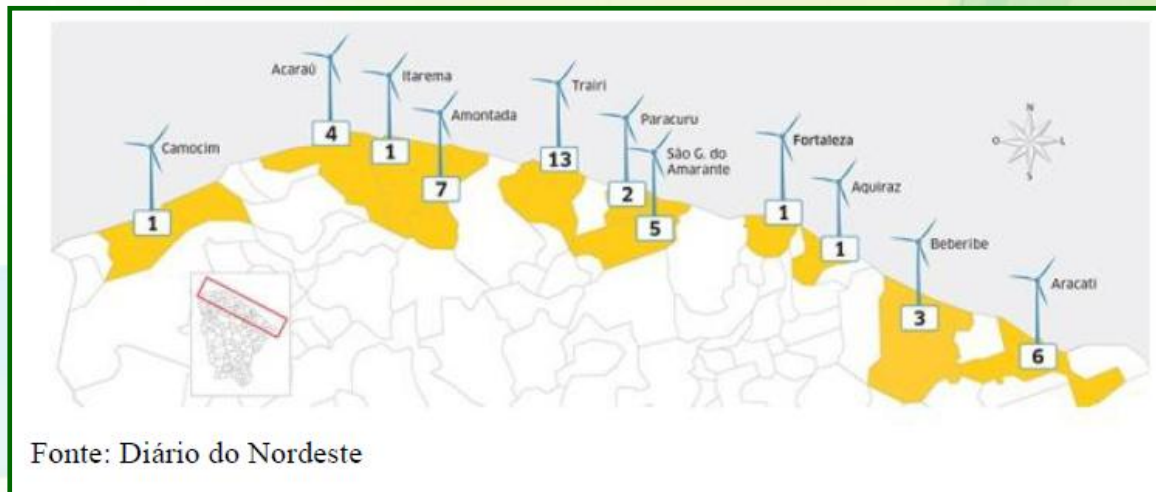 Camocim
1
Acaraú
4
Itarema
1
Amontada
7
Trairi
13
Paracuru
2
São G. do
Amarante
5
Fortaleza
1
Aquiraz
1
Beberibe
3
Aracati
6
N
O
L
S
Fonte: Diário do Nordeste